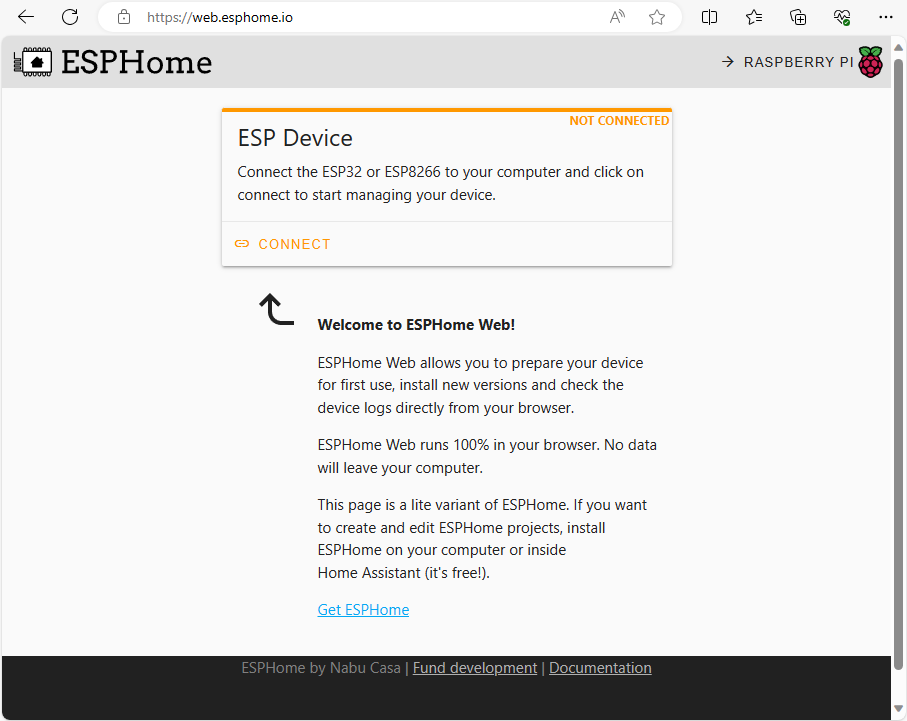 https://web.esphome.io
ESPHome
RASPBERRY PI
NOT CONNECTED
ESP Device
Connect the ESP32 or ESP8266 to your computer and click on
connect to start managing your device.
CONNECT
Welcome to ESPHome Web!
ESPHome Web allows you to prepare your device
for first use, install new versions and check the
device logs directly from your browser.
ESPHome Web runs 100% in your browser. No data
will leave your computer.
This page is a lite variant of ESPHome. If you want
to create and edit ESPHome projects, install
ESPHome on your computer or inside
Home Assistant (it's free!).
Get ESPHome
ESPHome by Nabu Casa | Fund development | Documentation